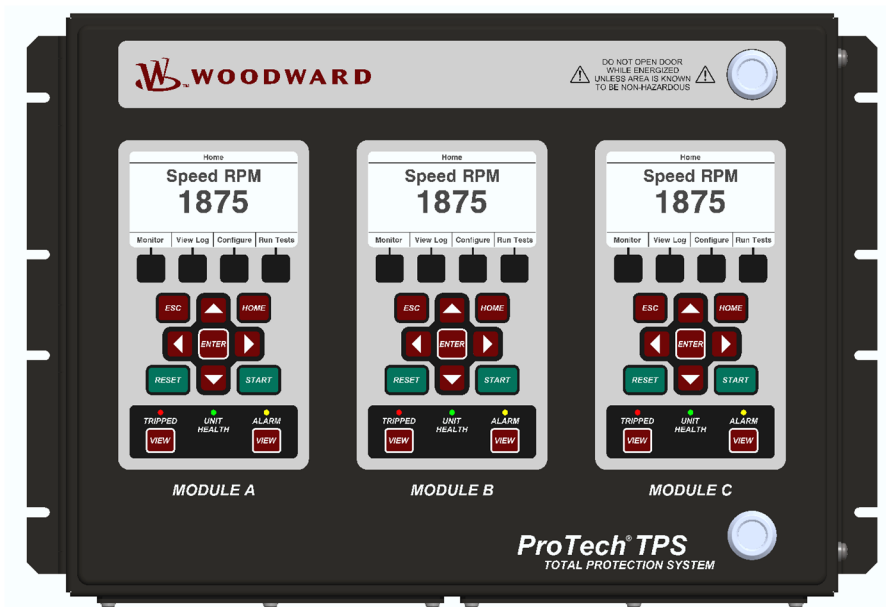 WOODWARD
DO NOT OPEN DOOR
WHILE ENERGIZED
UNLESS AREA IS KNOWN
TO BE NON-HAZARDOUS
Home
Speed RPM
1875
Monitor View Log Configure Run Tests
ESC HOME
ENTER
RESET START
TRIPPED UNIT HEALTH ALARM
VIEW VIEW
MODULE A
Home
Speed RPM
1875
Monitor View Log Configure Run Tests
ESC HOME
ENTER
RESET START
TRIPPED UNIT HEALTH ALARM
VIEW VIEW
MODULE B
Home
Speed RPM
1875
Monitor View Log Configure Run Tests
ESC HOME
ENTER
RESET START
TRIPPED UNIT HEALTH ALARM
VIEW VIEW
MODULE C
ProTech® TPS
TOTAL PROTECTION SYSTEM